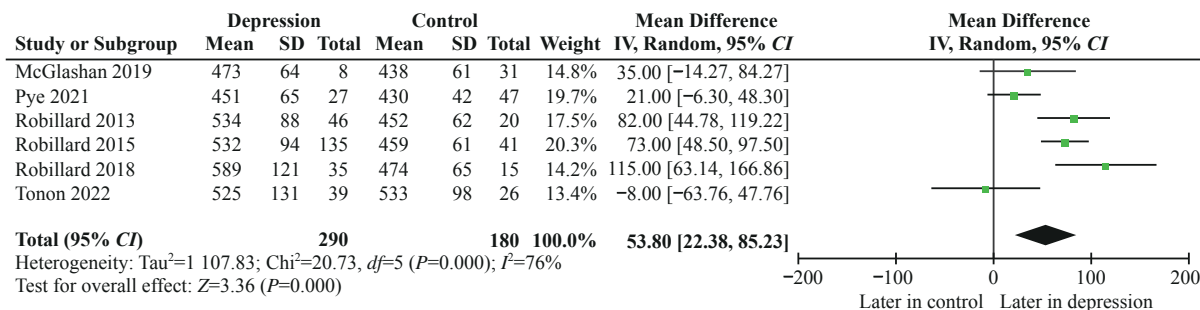 Depression Control Mean Difference Mean Difference
Study or Subgroup Mean SD Total Mean SD Total Weight IV, Random, 95% CI IV, Random, 95% CI
McGlashan 2019 473 64 8 438 61 31 14.8% 35.00 [−14.27, 84.27]
Pye 2021 451 65 27 430 42 47 19.7% 21.00 [−6.30, 48.30]
Robillard 2013 534 88 46 452 62 20 17.5% 82.00 [44.78, 119.22]
Robillard 2015 532 94 135 459 61 41 20.3% 73.00 [48.50, 97.50]
Robillard 2018 589 121 35 474 65 15 14.2% 115.00 [63.14, 166.86]
Tonon 2022 525 131 39 533 98 26 13.4% −8.00 [−63.76, 47.76]
Total (95% CI) 290 180 100.0% 53.80 [22.38, 85.23]
Heterogeneity: Tau²=1 107.83; Chi²=20.73, df=5 (P=0.000); I²=76%
Test for overall effect: Z=3.36 (P=0.000)
−200 −100 0 100 200
Later in control Later in depression